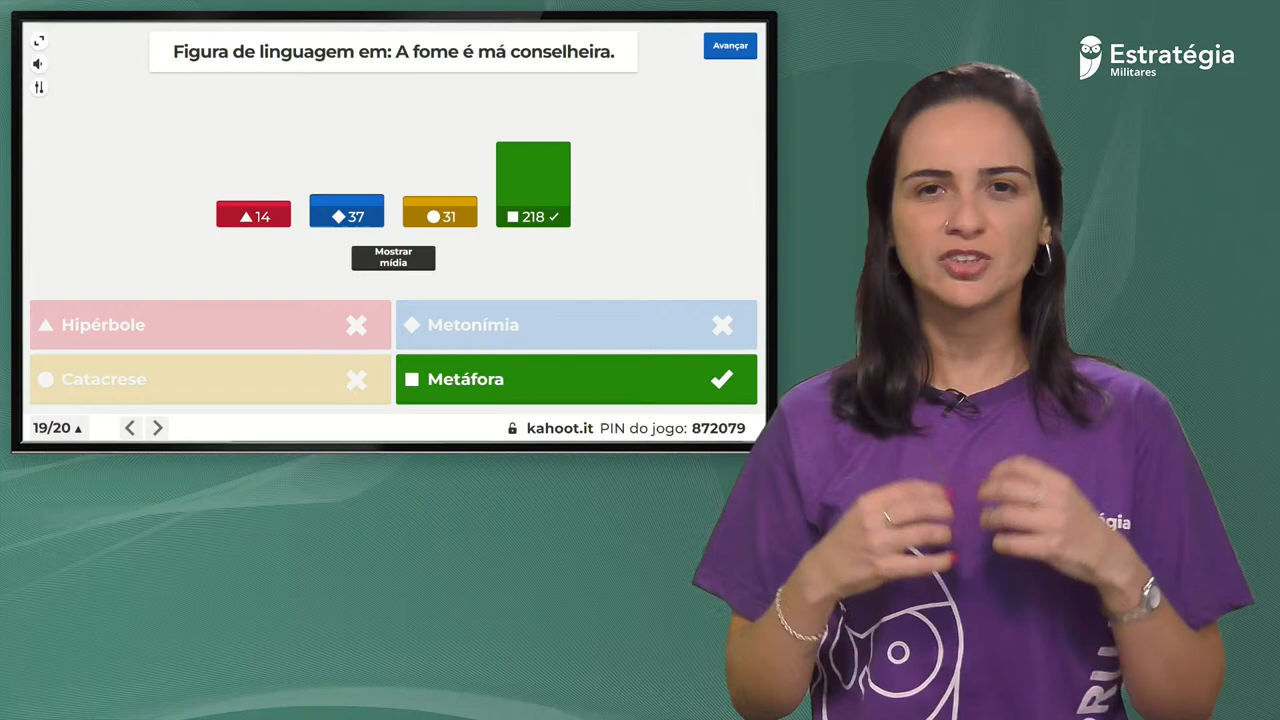 Figura de linguagem em: A fome é má conselheira.
Avançar
Estratégia
Militares
14
37
31
218
Mostrar
mídia
Hipérbole
Metonímia
Catacrese
Metáfora
19/20
kahoot.it PIN do jogo: 872079